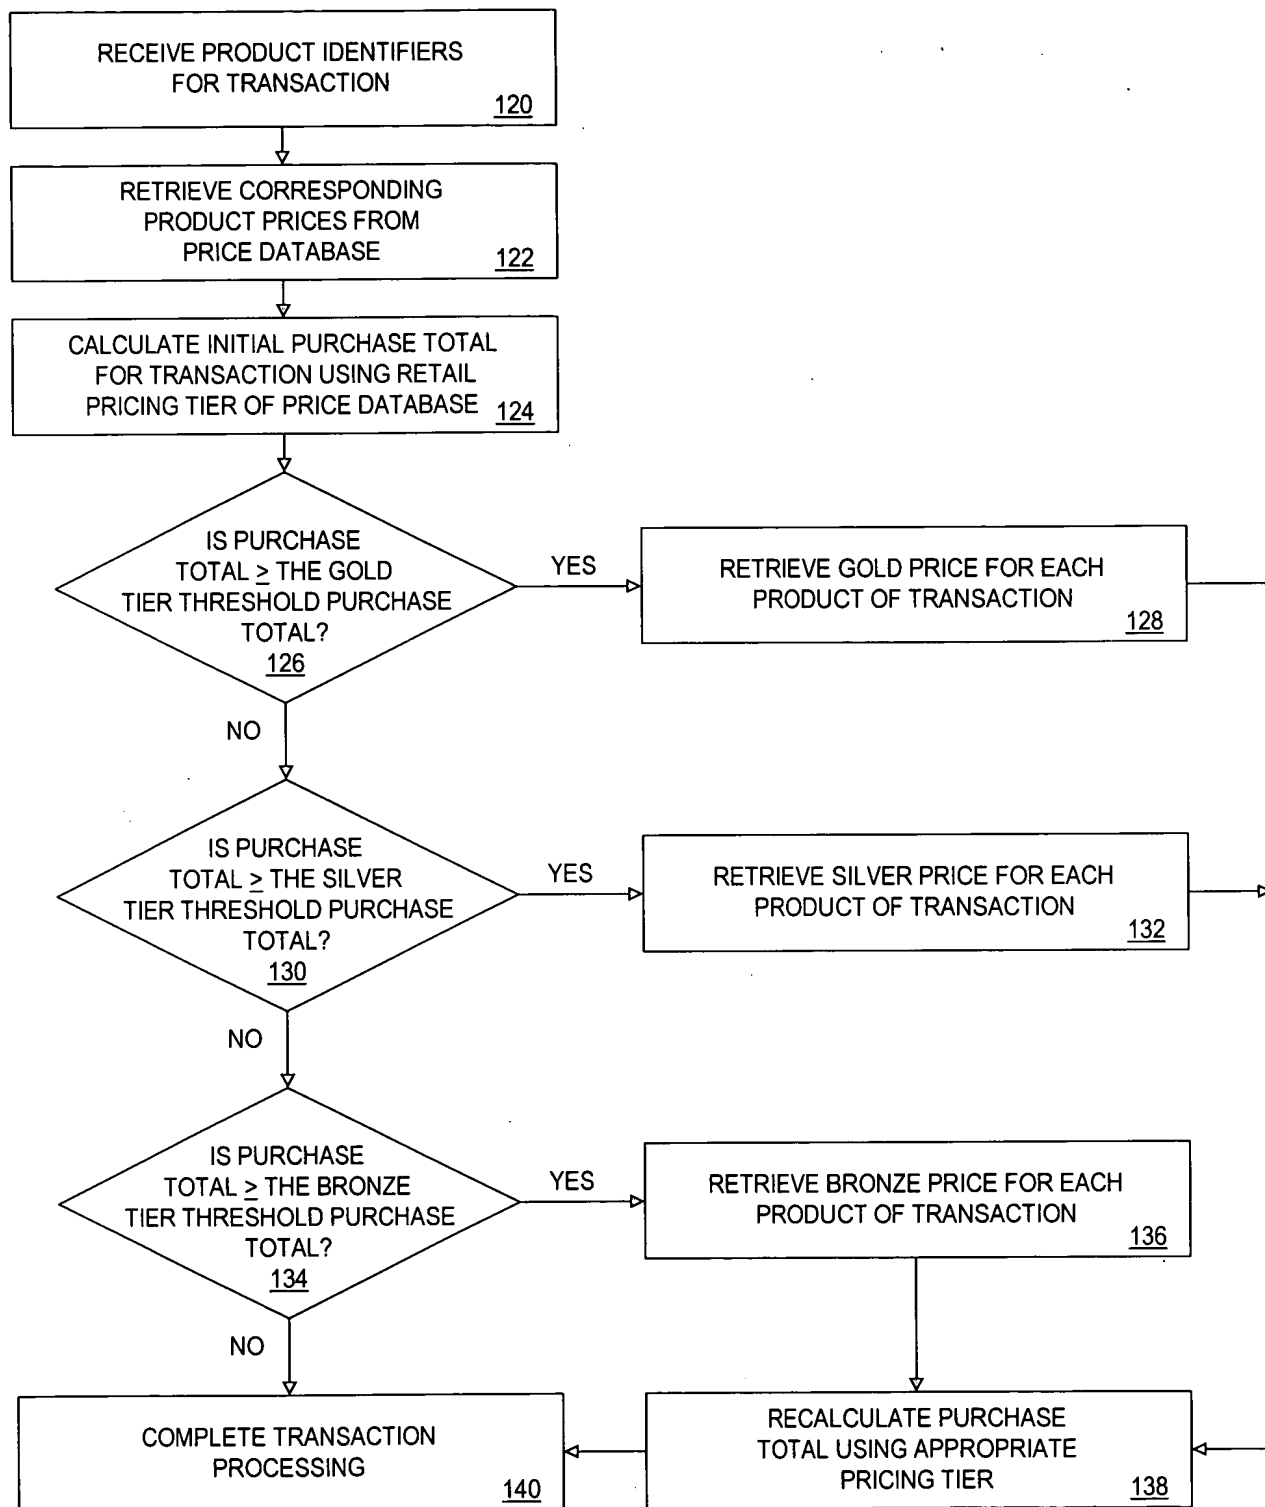 RECEIVE PRODUCT IDENTIFIERS
FOR TRANSACTION
120
RETRIEVE CORRESPONDING
PRODUCT PRICES FROM
PRICE DATABASE
122
CALCULATE INITIAL PURCHASE TOTAL
FOR TRANSACTION USING RETAIL
PRICING TIER OF PRICE DATABASE
124
IS PURCHASE
TOTAL ≥ THE GOLD
TIER THRESHOLD PURCHASE
TOTAL?
126
YES
RETRIEVE GOLD PRICE FOR EACH
PRODUCT OF TRANSACTION
128
NO
IS PURCHASE
TOTAL ≥ THE SILVER
TIER THRESHOLD PURCHASE
TOTAL?
130
YES
RETRIEVE SILVER PRICE FOR EACH
PRODUCT OF TRANSACTION
132
NO
IS PURCHASE
TOTAL ≥ THE BRONZE
TIER THRESHOLD PURCHASE
TOTAL?
134
YES
RETRIEVE BRONZE PRICE FOR EACH
PRODUCT OF TRANSACTION
136
NO
COMPLETE TRANSACTION
PROCESSING
140
RECALCULATE PURCHASE
TOTAL USING APPROPRIATE
PRICING TIER
138